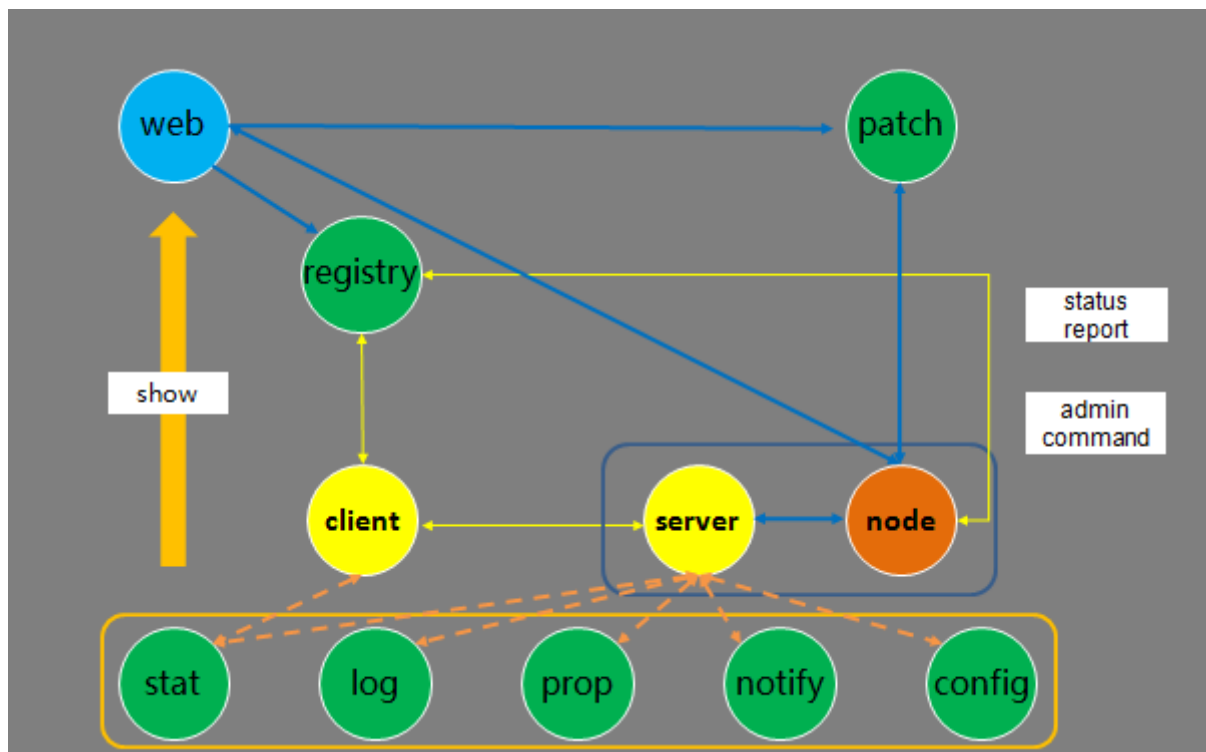 web
patch
registry
status
report
show
admin
command
client
server
node
stat
log
prop
notify
config